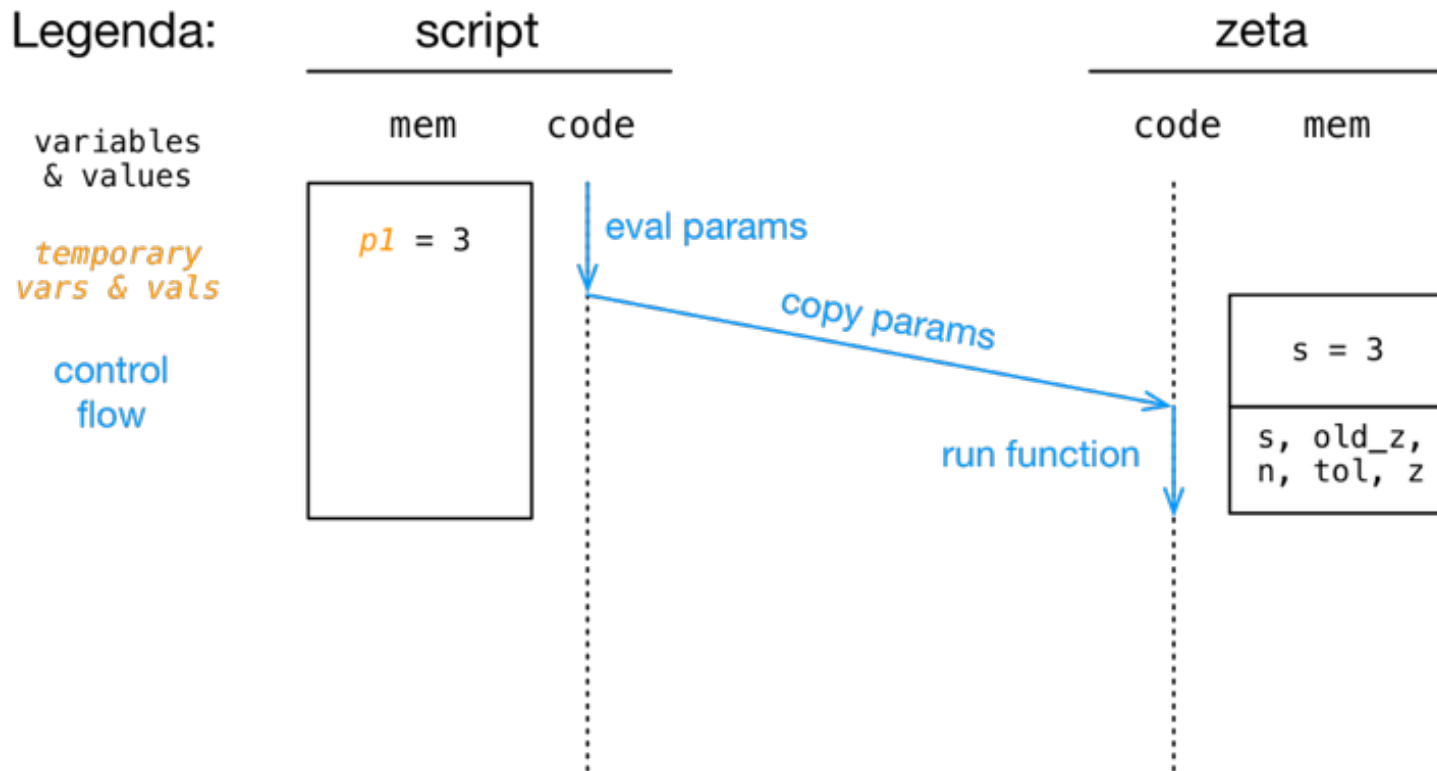 Legenda:
script
zeta
mem
code
code
mem
variables
& values
p1 = 3
eval params
temporary
vars & vals
copy params
s = 3
control
flow
run function
s, old_z,
n, tol, z